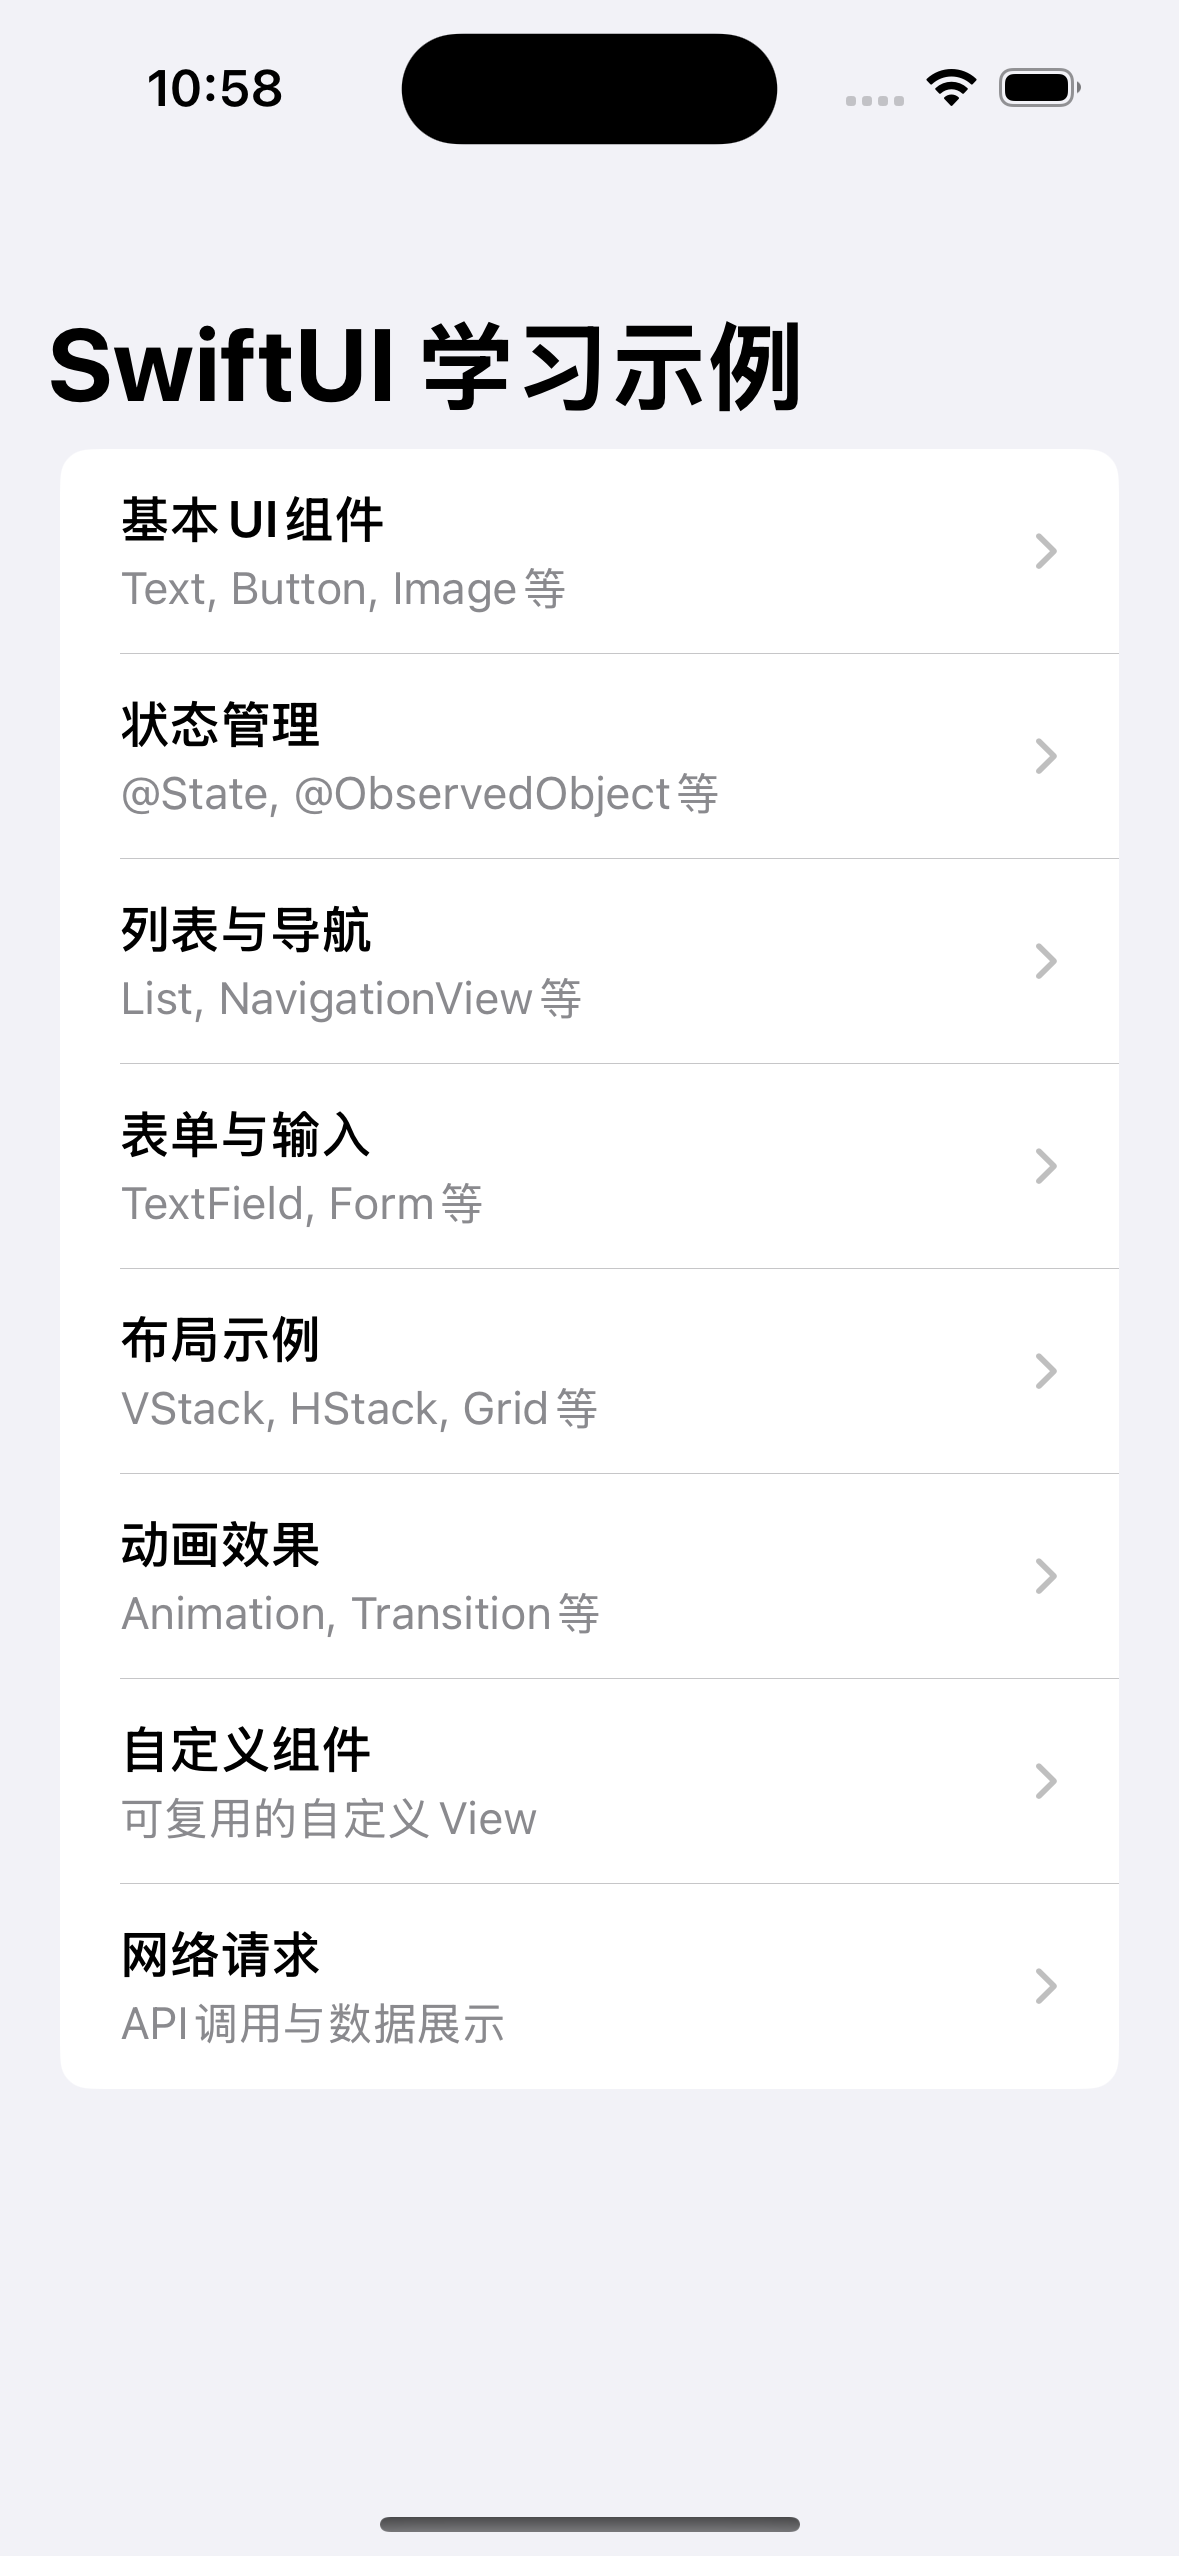 10:58
SwiftUI 学习示例
基本 UI 组件
Text, Button, Image 等
状态管理
@State, @ObservedObject 等
列表与导航
List, NavigationView 等
表单与输入
TextField, Form 等
布局示例
VStack, HStack, Grid 等
动画效果
Animation, Transition 等
自定义组件
可复用的自定义 View
网络请求
API 调用与数据展示